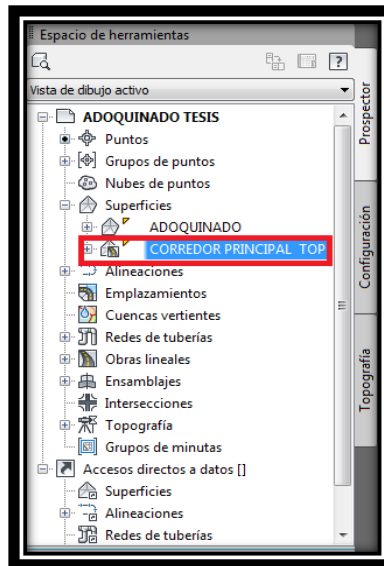 Espacio de herramientas
Vista de dibujo activo
ADOQUINADO TESIS
Puntos
Grupos de puntos
Nubes de puntos
Superficies
ADOQUINADO
CORREDOR PRINCIPAL TOP
Alineaciones
Emplazamientos
Cuencas vertientes
Redes de tuberías
Obras lineales
Ensamblajes
Intersecciones
Topografía
Grupos de minutas
Accesos directos a datos []
Superficies
Alineaciones
Redes de tuberías
Prospector
Configuración
Topografía